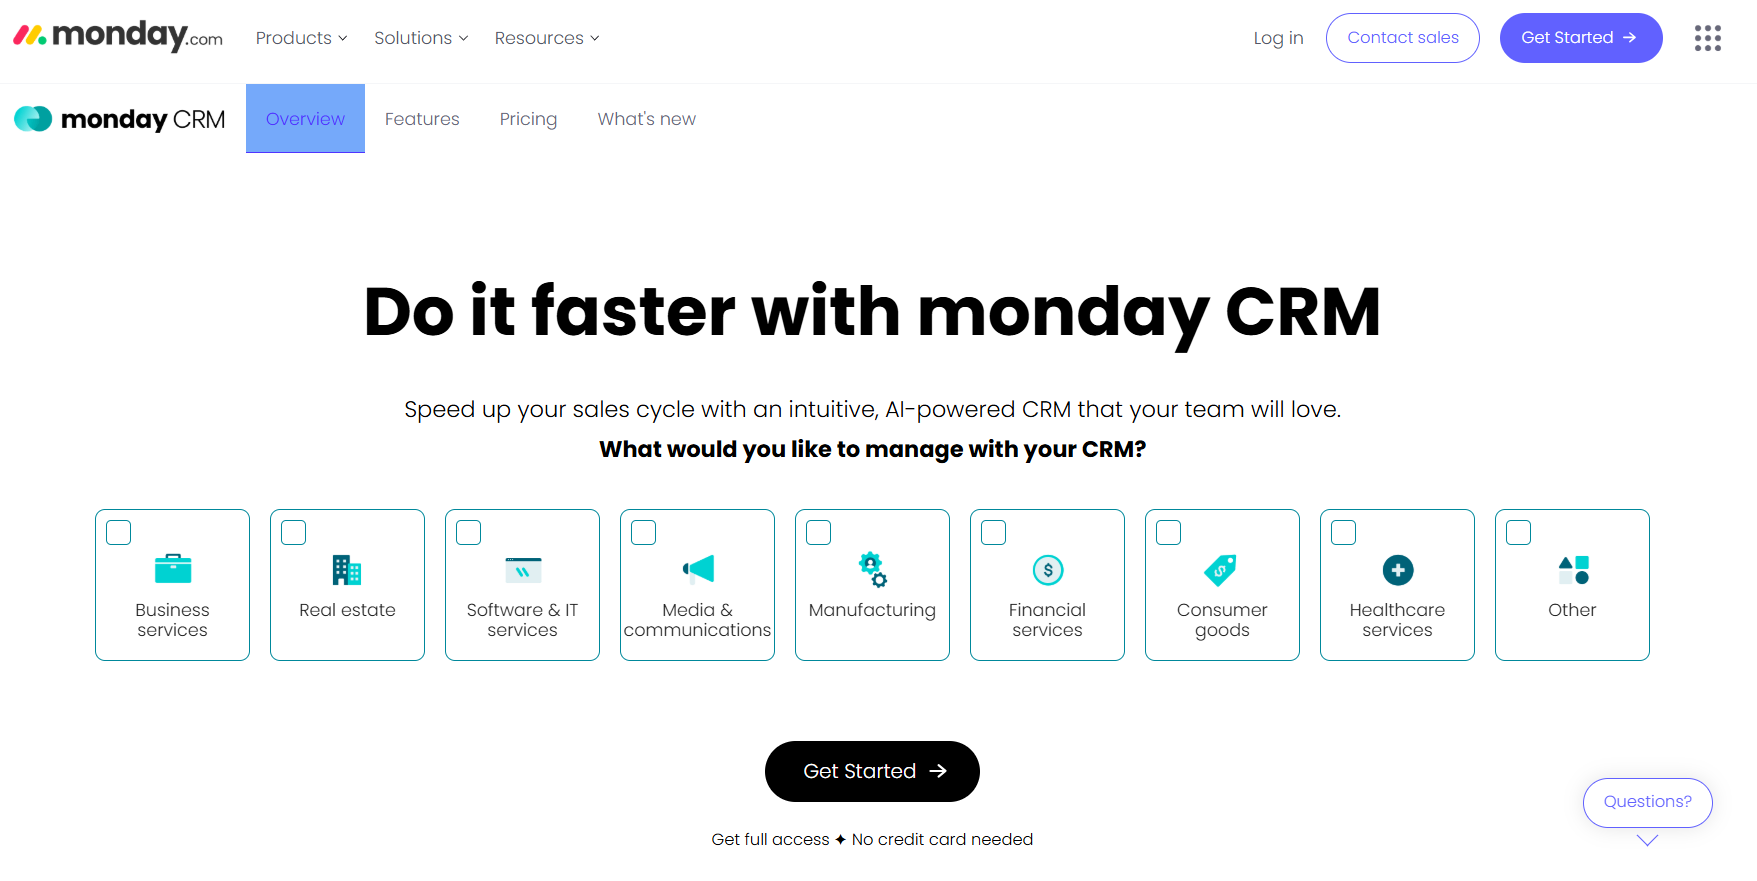 monday.com Products Solutions Resources Log in Contact sales Get Started →
monday CRM Overview Features Pricing What's new
Do it faster with monday CRM
Speed up your sales cycle with an intuitive, AI-powered CRM that your team will love.
What would you like to manage with your CRM?
Business services
Real estate
Software & IT services
Media & communications
Manufacturing
$
Financial services
$
Consumer goods
Healthcare services
Other
Get Started →
Get full access ✦ No credit card needed
Questions?